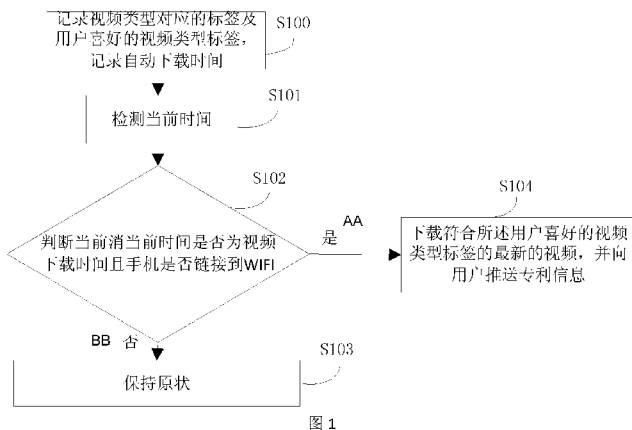 记录视频类型对应的标签及
用户喜好的视频类型标签，
记录自动下载时间
S100
S101
检测当前时间
S102
判断当前消当前时间是否为视频
下载时间且手机是否链接到WIFI
是 AA
S104
下载符合所述用户喜好的视频
类型标签的最新的视频，并向
用户推送专利信息
BB 否
S103
保持原状
图 1